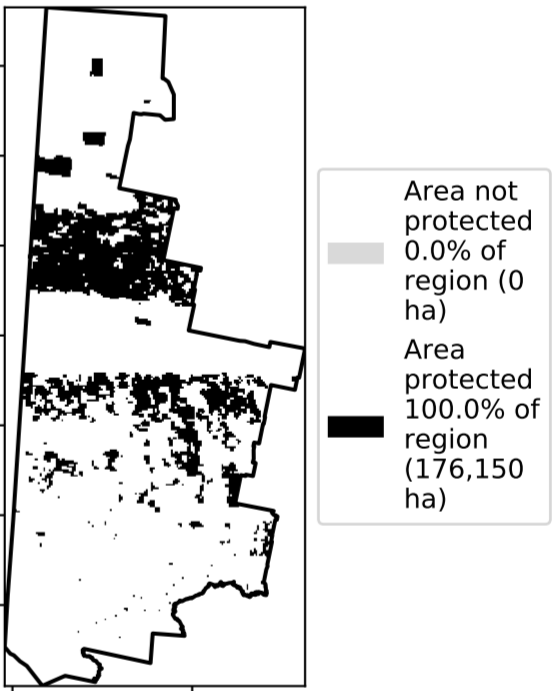 Area not
protected
0.0% of
region (0
ha)
Area
protected
100.0% of
region
(176,150
ha)